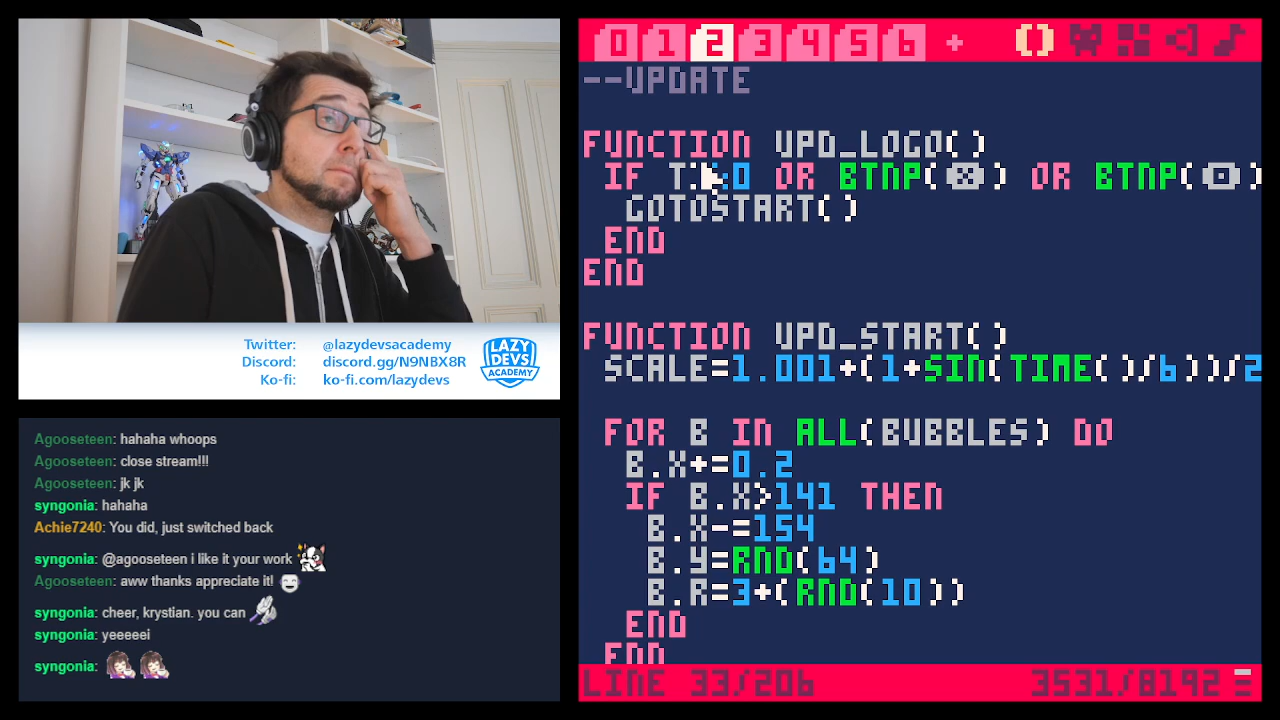 Twitter: @lazydevsacademy
Discord: discord.gg/N9NBX8R
Ko-fi: ko-fi.com/lazydevs
LAZY
DEVS
ACADEMY
Agooseteen: hahaha whoops
Agooseteen: close stream!!!
Agooseteen: jk jk
syngonia: hahaha
Achie7240: You did, just switched back
syngonia: @agooseteen i like it your work
Agooseteen: aww thanks appreciate it!
syngonia: cheer, krystian. you can
syngonia: yeeeeei
syngonia:
0 1 2 3 4 5 6 + ()
--UPDATE
FUNCTION UPD_LOGO()
IF OR BTNP(🅾) OR BTNP(
GOTOSTART()
END
END
FUNCTION UPD_START()
SCALE=1.001+(1+SIN(TIME()/6))/2
FOR B IN ALL(BUBBLES) DO
B.X+=0.2
IF B.X>141 THEN
B.X-=154
B.Y=RND(64)
B.R=3+(RND(10))
END
END
LINE 33/206 3531/8192